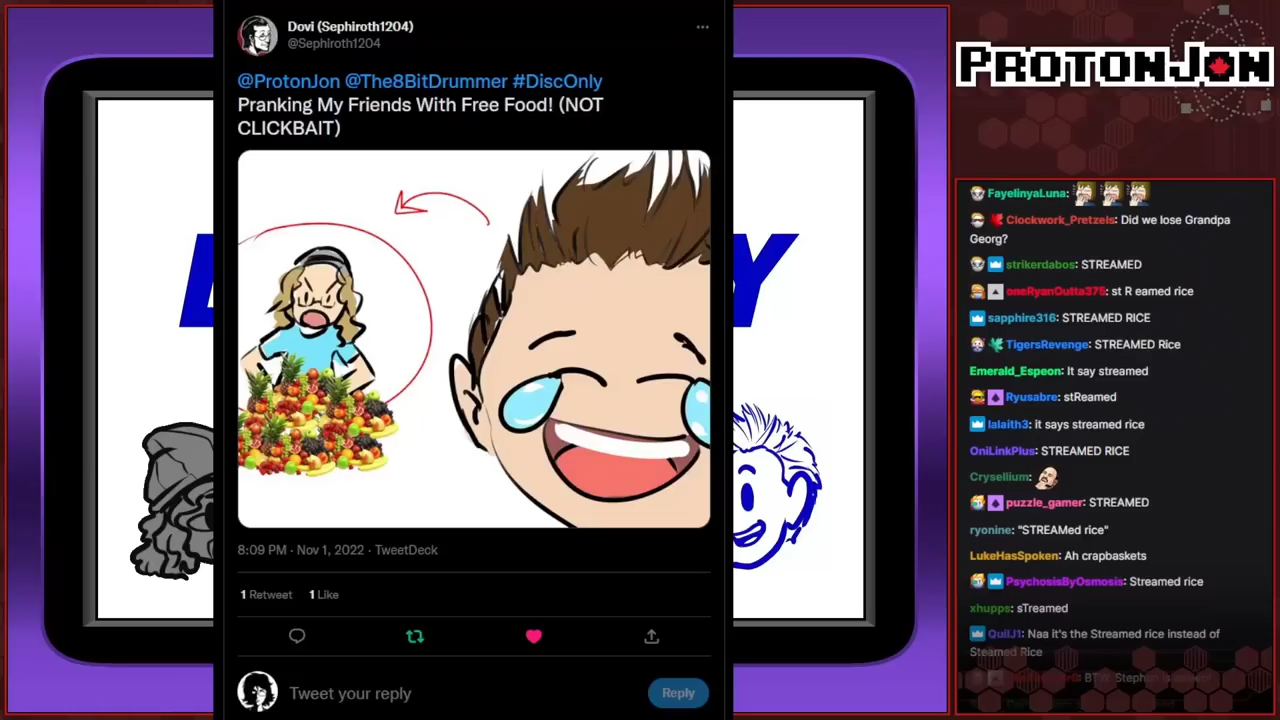 Dovi (Sephiroth1204)
@Sephiroth1204
@ProtonJon @The8BitDrummer #DiscOnly
Pranking My Friends With Free Food! (NOT
CLICKBAIT)
8:09 PM · Nov 1, 2022 · TweetDeck
1 Retweet 1 Like
Tweet your reply
Reply
Y
PROTONJON
FayelinyaLuna:
Clockwork_Pretzels: Did we lose Grandpa
Georg?
strikerdabos: STREAMED
oneRyanOutta375: st R eamed rice
sapphire316: STREAMED RICE
TigersRevenge: STREAMED Rice
Emerald_Espeon: It say streamed
Ryusabre: stReamed
lalaith3: it says streamed rice
OniLinkPlus: STREAMED RICE
Crysellium:
puzzle_gamer: STREAMED
ryonine: "STREAMed rice"
LukeHasSpoken: Ah crapbaskets
PsychosisByOsmosis: Streamed rice
xhupps: sTreamed
QuilJ1: Naa it's the Streamed rice instead of
Steamed Rice